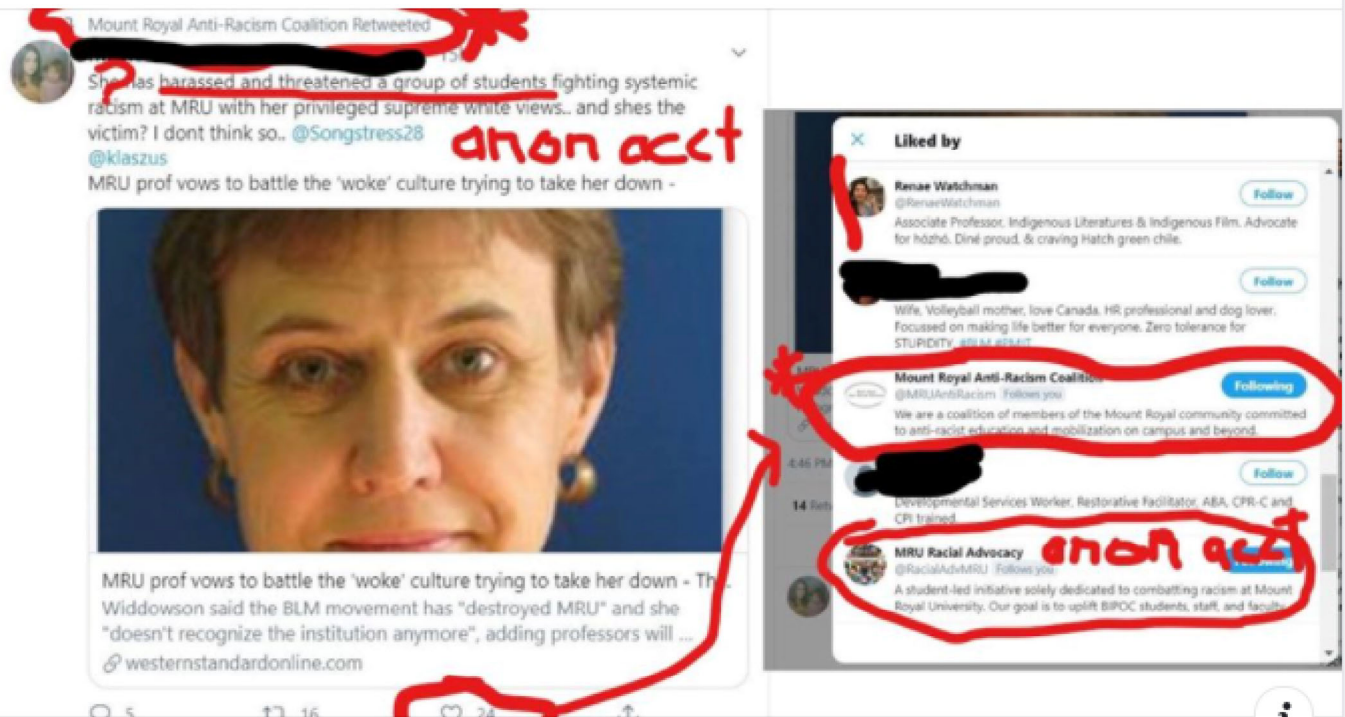 Mount Royal Anti-Racism Coalition Retweeted
?
She has harassed and threatened a group of students fighting systemic
racism at MRU with her privileged supreme white views.. and shes the
victim? I dont think so.. @Songstress28
@klaszus
anon acct
MRU prof vows to battle the 'woke' culture trying to take her down -
MRU prof vows to battle the 'woke' culture trying to take her down - Th...
Widdowson said the BLM movement has "destroyed MRU" and she
"doesn't recognize the institution anymore", adding professors will ...
westernstandardonline.com
5 16 24
Liked by
Renae Watchman
@RenaeWatchman
Follow
Associate Professor, Indigenous Literatures & Indigenous Film. Advocate
for hózhó. Diné proud, & craving Hatch green chile.
Follow
Wife, Volleyball mother, love Canada, HR professional and dog lover.
Focussed on making life better for everyone. Zero tolerance for
STUPIDITY. #BLM
Mount Royal Anti-Racism Coalition
@MRUAntiRacism Follows you
Following
We are a coalition of members of the Mount Royal community committed
to anti-racist education and mobilization on campus and beyond.
4:46 PM
Follow
Developmental Services Worker, Restorative Facilitator, ABA, CPR-C and
CPI trained.
14
MRU Racial Advocacy
@RacialAdvMRU Follows you
anon acct
Following
A student-led initiative solely dedicated to combatting racism at Mount
Royal University. Our goal is to uplift BIPOC students, staff, and faculty